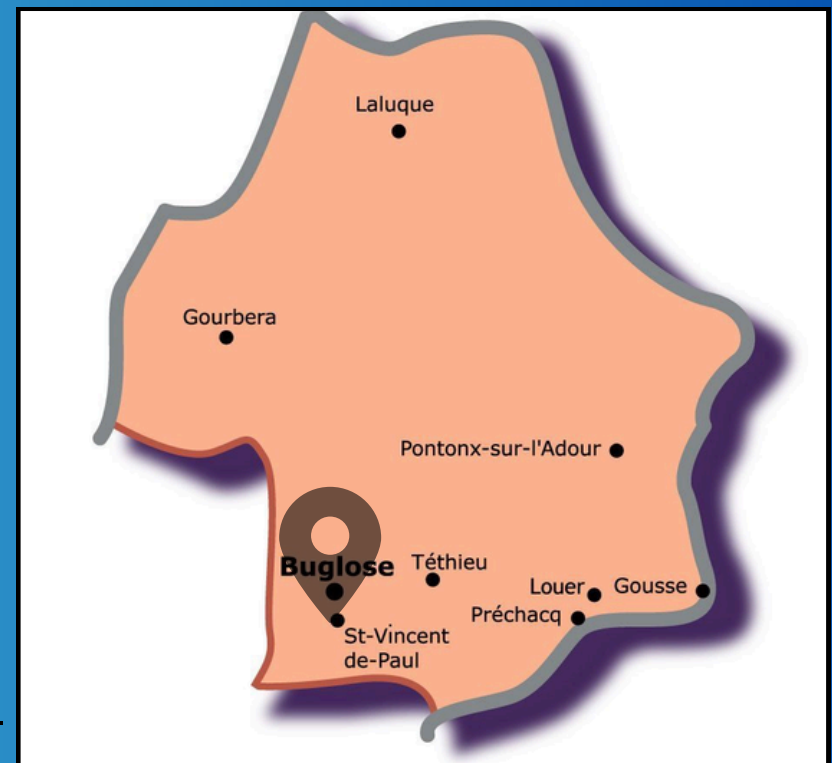 Laluque
Gourbera
Pontonx-sur-l'Adour
Buglose
Téthieu
Louer
Gousse
Préchacq
St-Vincent
de-Paul